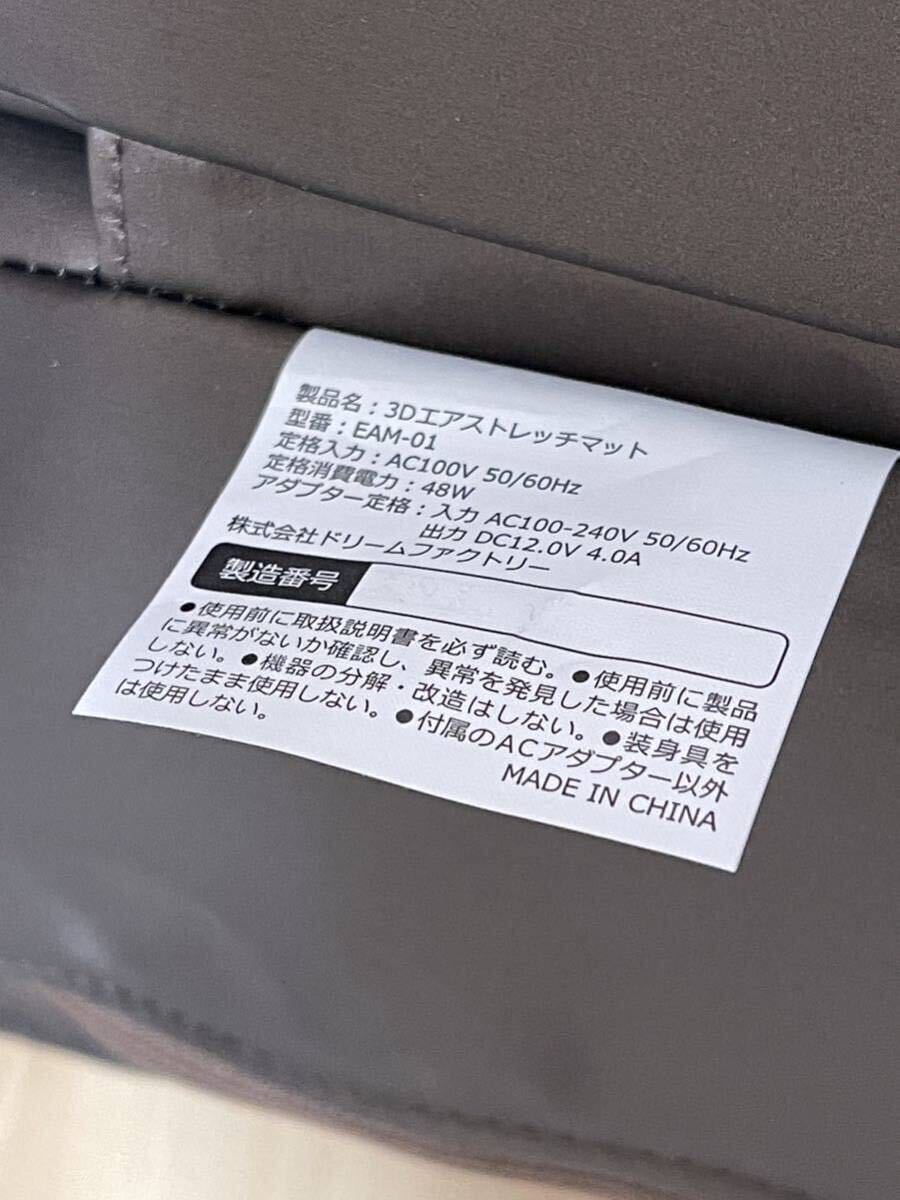 製品名：3Dエアストレッチマット
型番：EAM-01
定格入力：AC100V 50/60Hz
定格消費電力：48W
アダプター定格：入力 AC100-240V 50/60Hz
出力 DC12.0V 4.0A
株式会社ドリームファクトリー
製造番号
●使用前に取扱説明書を必ず読む。●使用前に製品
に異常がないか確認し、異常を発見した場合は使用
しない。●機器の分解・改造はしない。●装身具を
つけたまま使用しない。●付属のACアダプター以外
は使用しない。
MADE IN CHINA